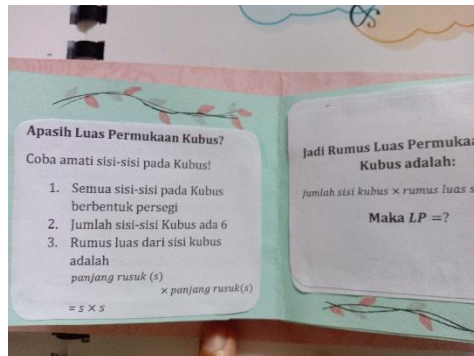 Apasih Luas Permukaan Kubus?
Coba amati sisi-sisi pada Kubus!
1. Semua sisi-sisi pada Kubus
berbentuk persegi
2. Jumlah sisi-sisi Kubus ada 6
3. Rumus luas dari sisi kubus
adalah
panjang rusuk (s)
× panjang rusuk(s)
= s × s
Jadi Rumus Luas
Kubus adalah:
jumlah sisi kubus × rumus luas
Maka LP =?